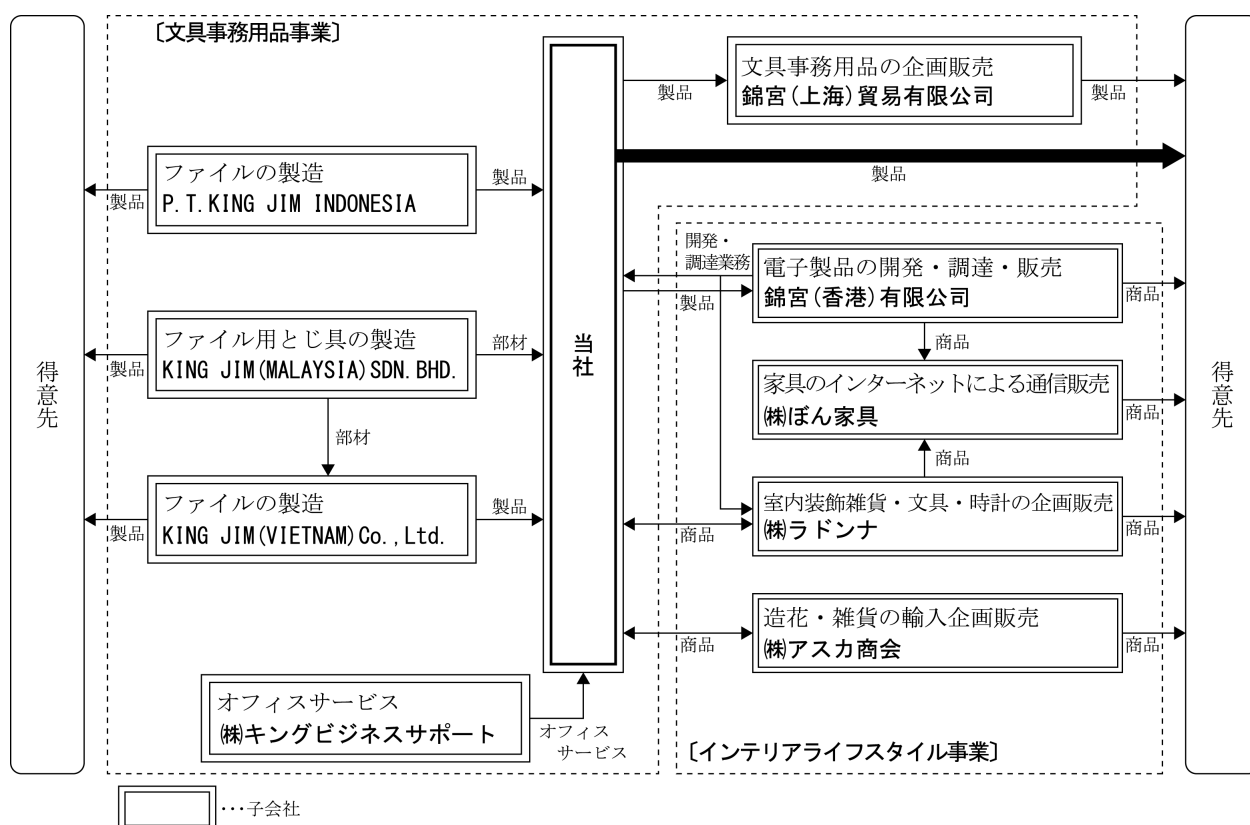 〔文具事務用品事業〕
文具事務用品の企画販売
錦宮(上海)貿易有限公司
製品
製品
製品
ファイルの製造
P.T.KING JIM INDONESIA
製品
製品
開発・
調達業務
電子製品の開発・調達・販売
錦宮(香港)有限公司
製品
商品
ファイル用とじ具の製造
KING JIM(MALAYSIA)SDN.BHD.
製品
部材
当社
商品
家具のインターネットによる通信販売
㈱ぼん家具
商品
得意先
得意先
部材
商品
ファイルの製造
KING JIM(VIETNAM)Co.,Ltd.
製品
製品
室内装飾雑貨・文具・時計の企画販売
㈱ラドンナ
商品
商品
造花・雑貨の輸入企画販売
㈱アスカ商会
商品
商品
オフィスサービス
㈱キングビジネスサポート
オフィス
サービス
〔インテリアライフスタイル事業〕
…子会社